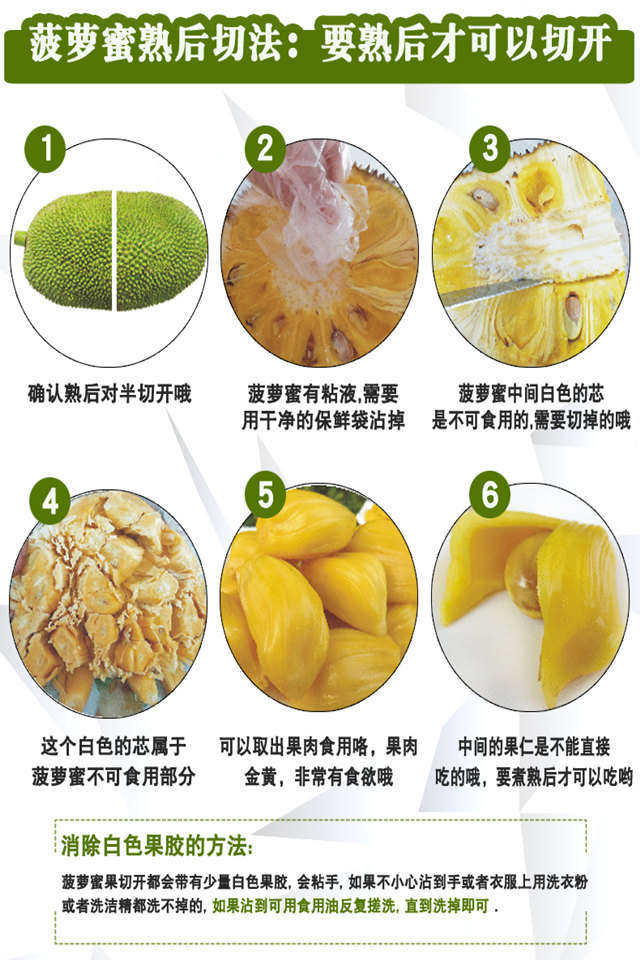 菠萝蜜熟后切法：要熟后才可以切开
1
确认熟后对半切开哦
2
菠萝蜜有粘液,需要
用干净的保鲜袋沾掉
3
菠萝蜜中间白色的芯
是不可食用的,需要切掉的哦
4
这个白色的芯属于
菠萝蜜不可食用部分
5
可以取出果肉食用咯，果肉
金黄，非常有食欲哦
6
中间的果仁是不能直接
吃的哦，要煮熟后才可以吃哟
消除白色果胶的方法:
菠萝蜜果切开都会带有少量白色果胶, 会粘手, 如果不小心沾到手或者衣服上用洗衣粉
或者洗洁精都洗不掉的, 如果沾到可用食用油反复搓洗, 直到洗掉即可 .